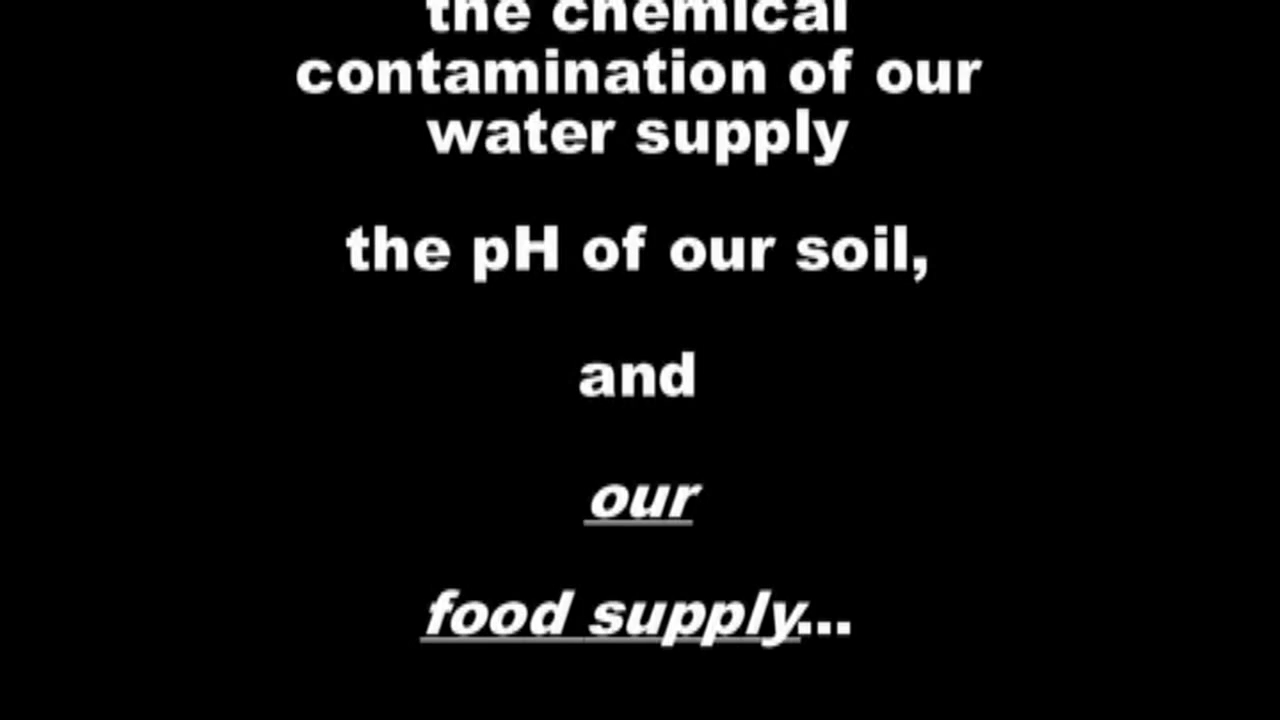 the chemical
contamination of our
water supply
the pH of our soil,
and
our
food supply...